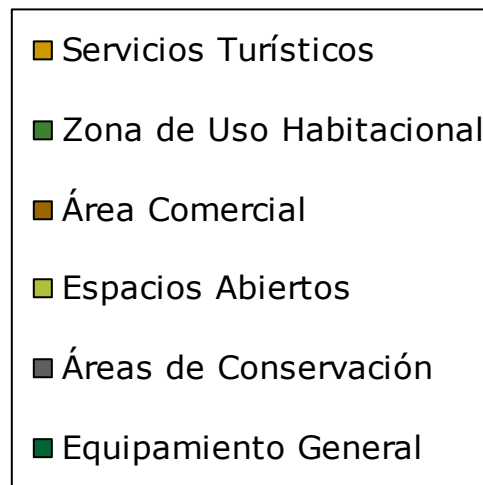 Servicios Turísticos
Zona de Uso Habitacional
Área Comercial
Espacios Abiertos
Áreas de Conservación
Equipamiento General